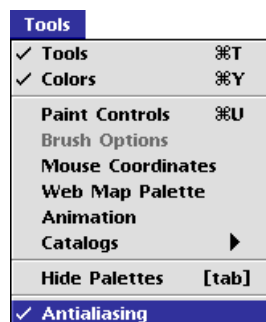 Tools
✓ Tools ⌘T
✓ Colors ⌘Y
Paint Controls ⌘U
Brush Options
Mouse Coordinates
Web Map Palette
Animation
Catalogs ▶
Hide Palettes [tab]
✓ Antialiasing